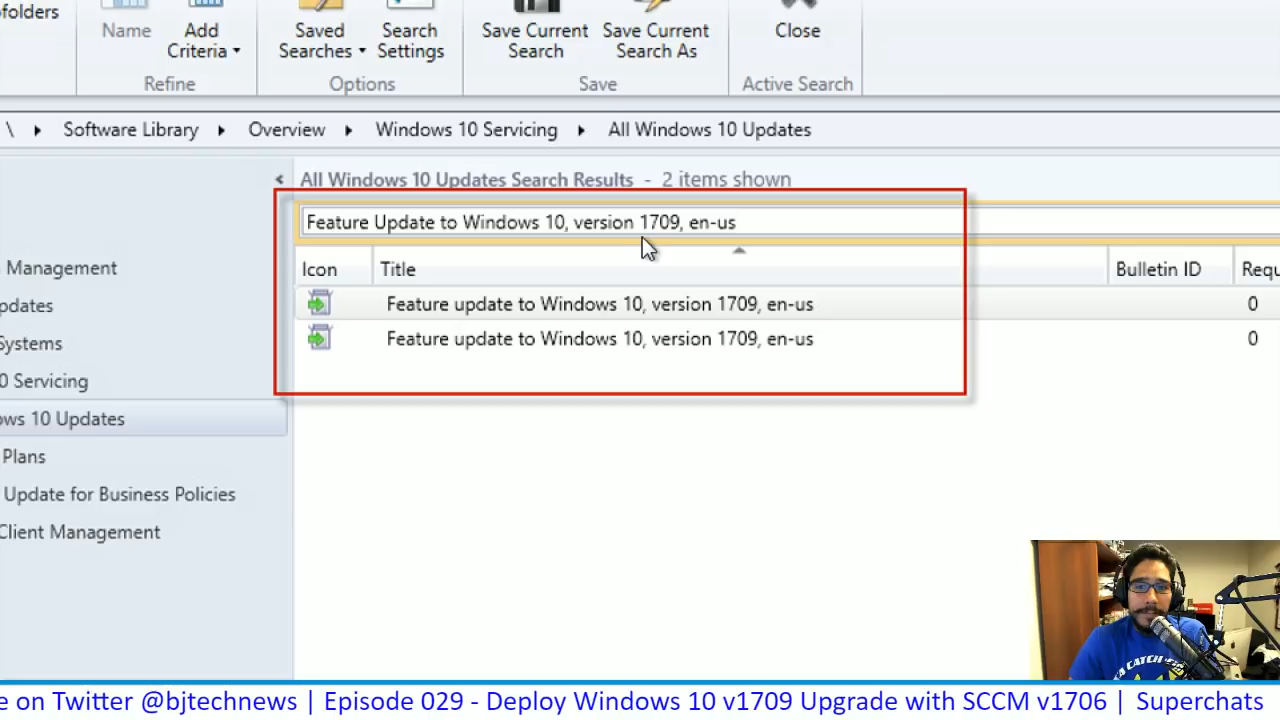 ofolders
Name
Add
Criteria
Saved
Searches
Search
Settings
Save Current
Search
Save Current
Search As
Close
Refine
Options
Save
Active Search
\ Software Library Overview Windows 10 Servicing All Windows 10 Updates
All Windows 10 Updates Search Results - 2 items shown
Feature Update to Windows 10, version 1709, en-us
Icon Title Bulletin ID Requ
Feature update to Windows 10, version 1709, en-us 0
Feature update to Windows 10, version 1709, en-us 0
Management
pdates
Systems
0 Servicing
ows 10 Updates
Plans
Update for Business Policies
Client Management
e on Twitter @bjtechnews | Episode 029 - Deploy Windows 10 v1709 Upgrade with SCCM v1706 | Superchats